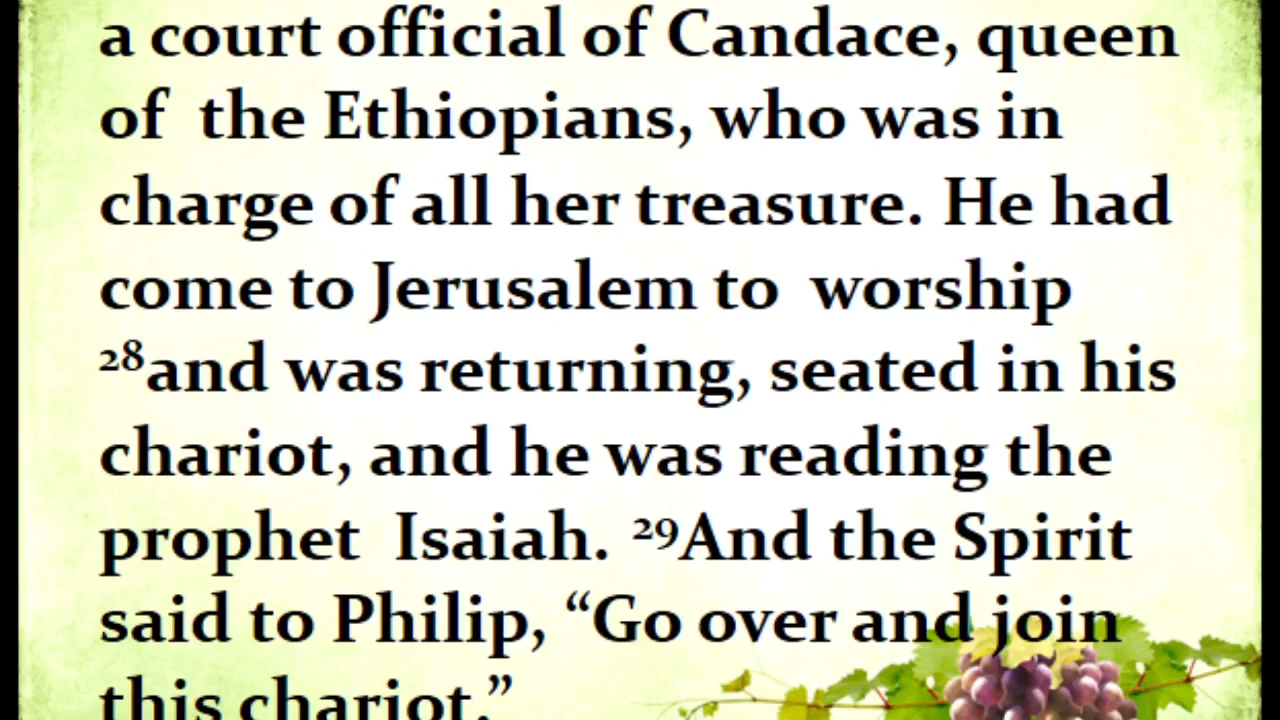 a court official of Candace, queen
of  the Ethiopians, who was in
charge of all her treasure. He had
come to Jerusalem to  worship
²⁸and was returning, seated in his
chariot, and he was reading the
prophet  Isaiah. ²⁹And the Spirit
said to Philip, “Go over and join
this chariot.”